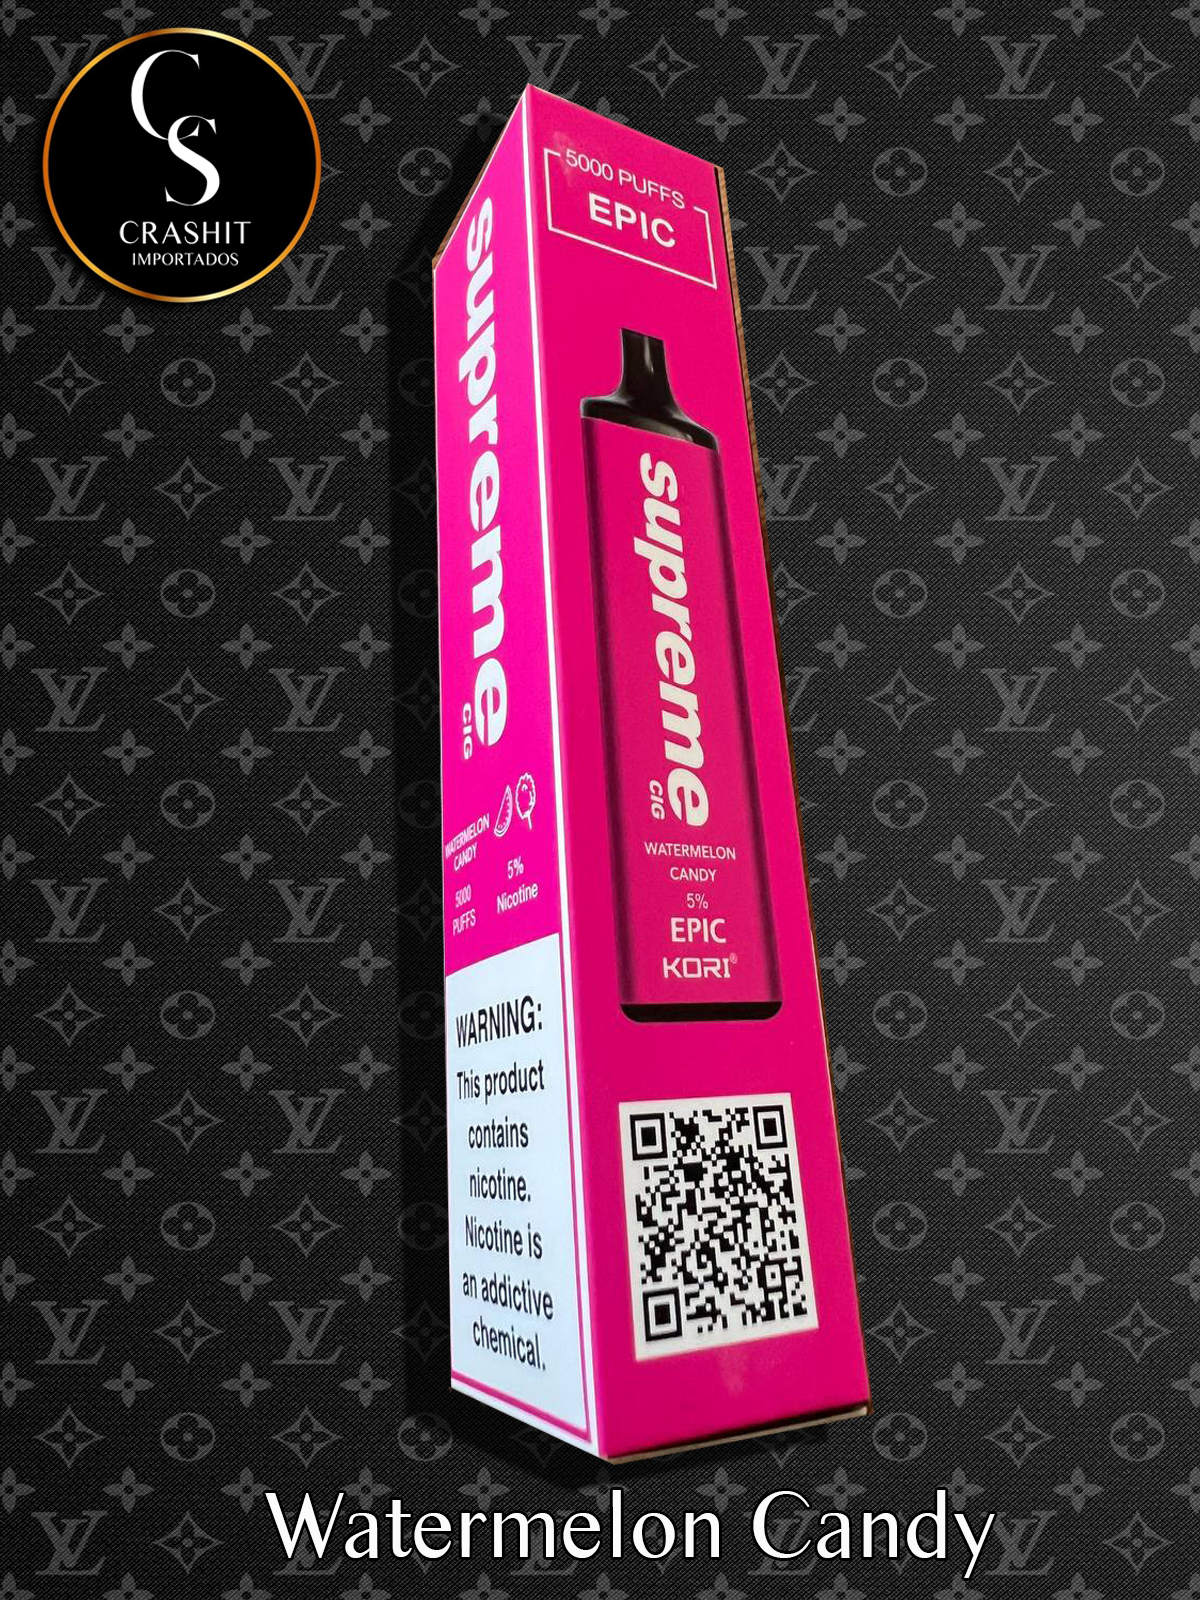 CS
CRASHIT
IMPORTADOS
5000 PUFFS
EPIC
supreme
CIG
WATERMELON
CANDY
5000
PUFFS
5%
Nicotine
WARNING:
This product
contains
nicotine.
Nicotine is
an addictive
chemical.
supreme
CIG
WATERMELON
CANDY
5%
EPIC
KORI®
Watermelon Candy